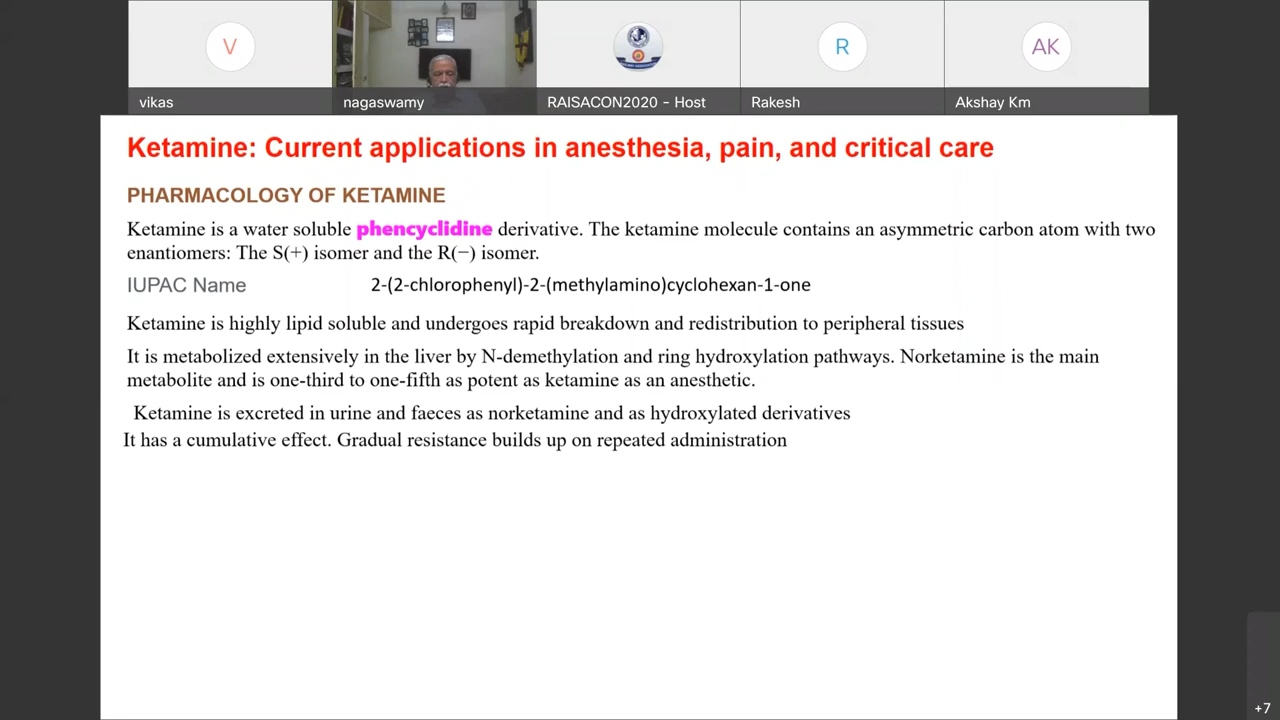 V
R
AK
vikas
nagaswamy
RAISACON2020 - Host
Rakesh
Akshay Km
Ketamine: Current applications in anesthesia, pain, and critical care
PHARMACOLOGY OF KETAMINE
Ketamine is a water soluble phencyclidine derivative. The ketamine molecule contains an asymmetric carbon atom with two
enantiomers: The S(+) isomer and the R(−) isomer.
IUPAC Name 2-(2-chlorophenyl)-2-(methylamino)cyclohexan-1-one
Ketamine is highly lipid soluble and undergoes rapid breakdown and redistribution to peripheral tissues
It is metabolized extensively in the liver by N-demethylation and ring hydroxylation pathways. Norketamine is the main
metabolite and is one-third to one-fifth as potent as ketamine as an anesthetic.
Ketamine is excreted in urine and faeces as norketamine and as hydroxylated derivatives
It has a cumulative effect. Gradual resistance builds up on repeated administration
+7